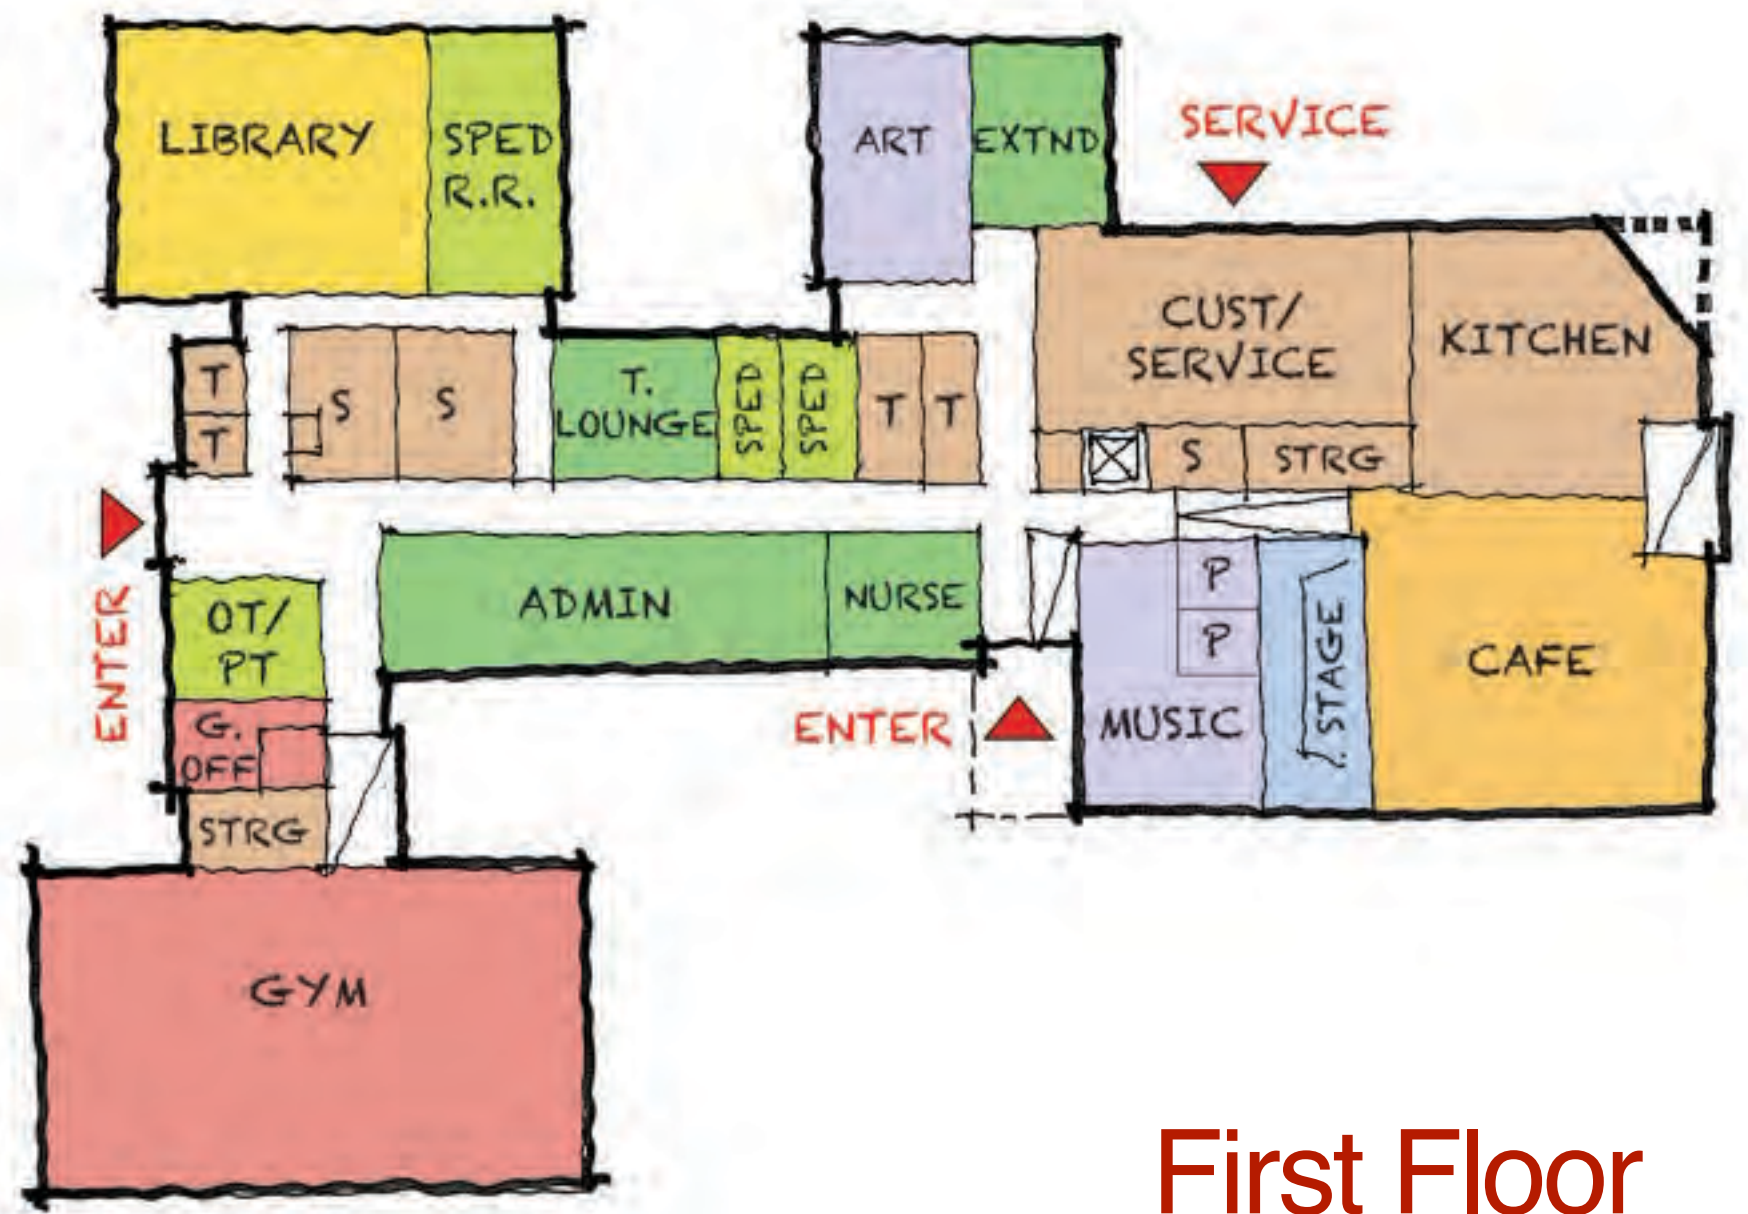 LIBRARY
SPED
R.R.
ART
EXTND
SERVICE
CUST/
SERVICE
KITCHEN
T
T
S
S
T.
LOUNGE
SPED
SPED
T
T
S
STRG
ENTER
OT/
PT
ADMIN
NURSE
P
P
MUSIC
STAGE
CAFE
G.
OFF
STRG
ENTER
GYM
First Floor